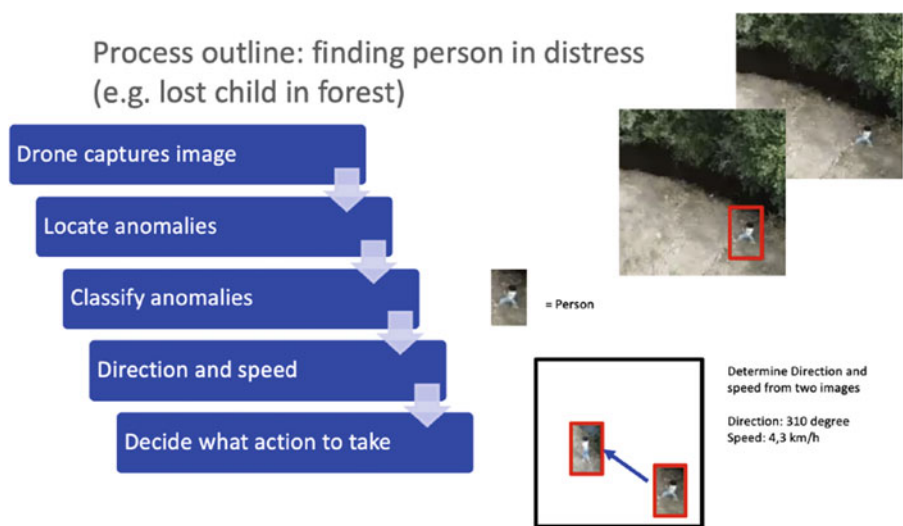 Process outline: finding person in distress
(e.g. lost child in forest)
Drone captures image
Locate anomalies
Classify anomalies
Direction and speed
Decide what action to take
= Person
Determine Direction and
speed from two images
Direction: 310 degree
Speed: 4,3 km/h